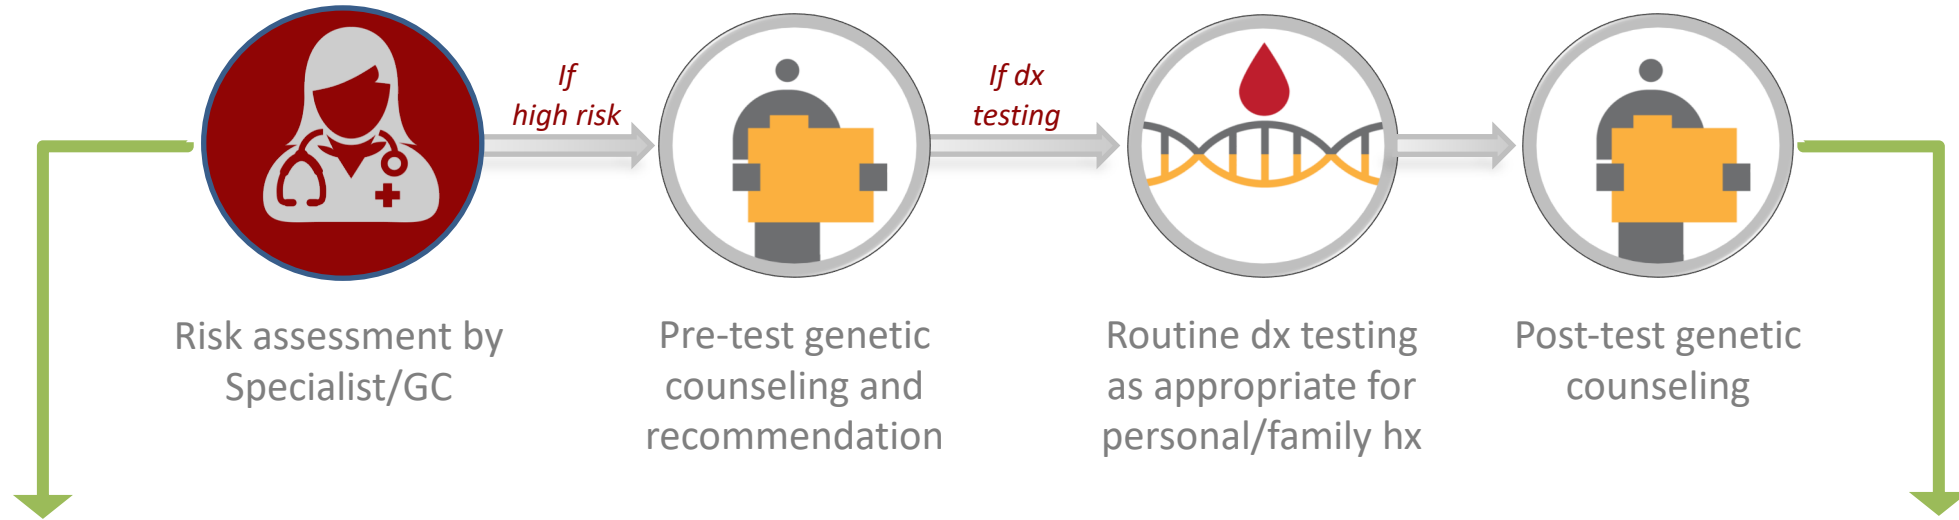 If
high risk
If dx
testing
Risk assessment by
Specialist/GC
Pre-test genetic
counseling and
recommendation
Routine dx testing
as appropriate for
personal/family hx
Post-test genetic
counseling